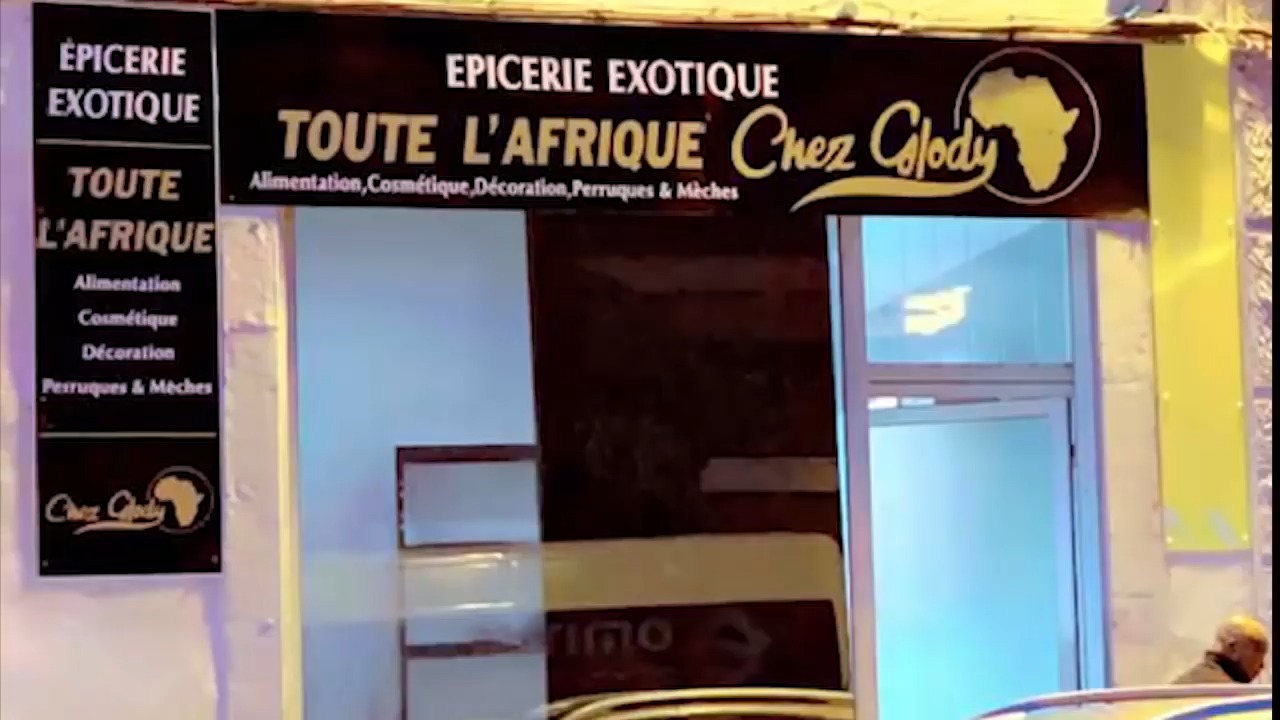 ÉPICERIE
EXOTIQUE
TOUTE
L'AFRIQUE
Alimentation
Cosmétique
Décoration
Perruques & Mèches
Chez Glody
EPICERIE EXOTIQUE
TOUTE L'AFRIQUE Chez Glody
Alimentation,Cosmétique,Décoration,Perruques & Mèches